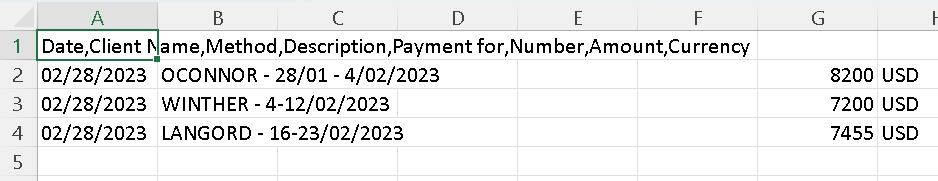 A B C D E F G H
1 Date,Client Name,Method,Description,Payment for,Number,Amount,Currency
2 02/28/2023 OCONNOR - 28/01 - 4/02/2023 8200 USD
3 02/28/2023 WINTHER - 4-12/02/2023 7200 USD
4 02/28/2023 LANGORD - 16-23/02/2023 7455 USD
5